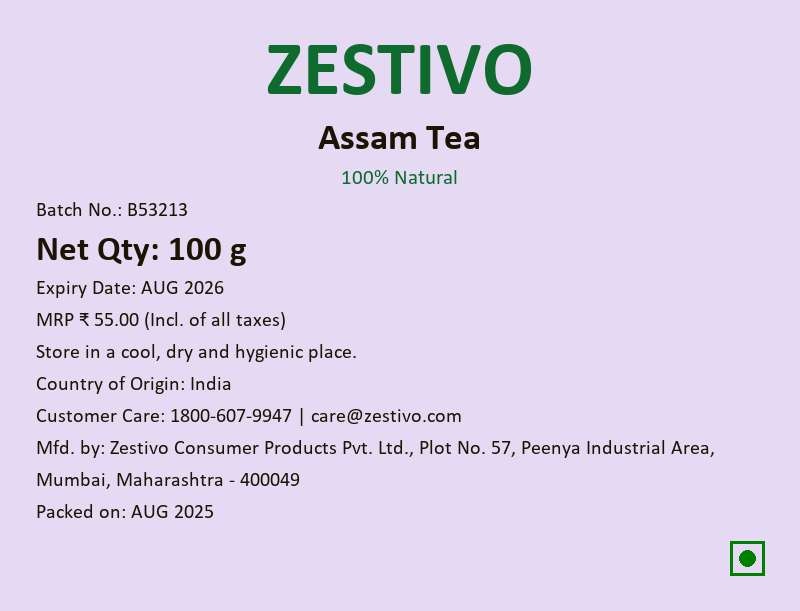 ZESTIVO
Assam Tea
100% Natural
Batch No.: B53213
Net Qty: 100 g
Expiry Date: AUG 2026
MRP ₹ 55.00 (Incl. of all taxes)
Store in a cool, dry and hygienic place.
Country of Origin: India
Customer Care: 1800-607-9947 | care@zestivo.com
Mfd. by: Zestivo Consumer Products Pvt. Ltd., Plot No. 57, Peenya Industrial Area,
Mumbai, Maharashtra - 400049
Packed on: AUG 2025